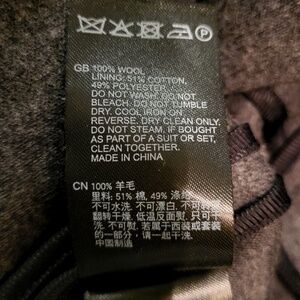 GB 100% WOOL
LINING: 51% COTTON,
49% POLYESTER
DO NOT WASH. DO NOT
BLEACH. DO NOT TUMBLE
DRY. COOL IRON ON
REVERSE. DRY CLEAN ONLY.
DO NOT STEAM. IF BOUGHT
AS PART OF A SUIT OR SET,
CLEAN TOGETHER.
MADE IN CHINA
CN 100% 羊毛
里料: 51% 棉, 49% 涤纶
不可水洗. 不可漂白. 不可
翻转干燥. 低温反面熨. 只可干
洗. 不可熨. 若属于西装或套装
的一部分, 请一起干洗.
中国制造